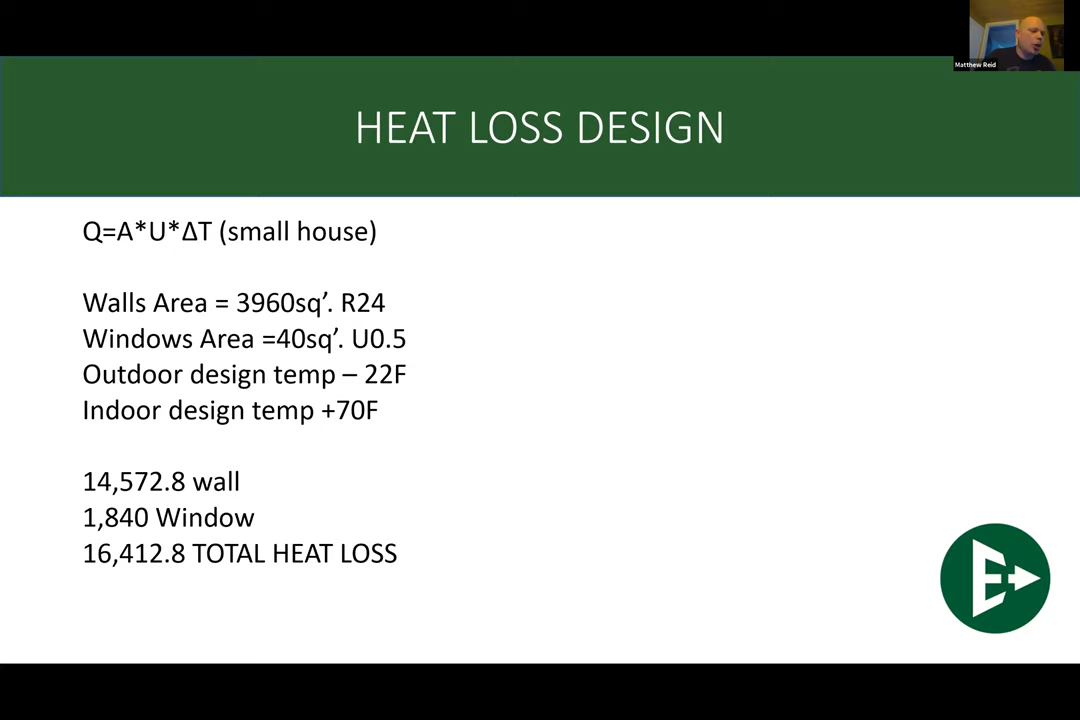 Matthew Reid
HEAT LOSS DESIGN
Q=A*U*ΔT (small house)
Walls Area = 3960sq’. R24
Windows Area =40sq’. U0.5
Outdoor design temp – 22F
Indoor design temp +70F
14,572.8 wall
1,840 Window
16,412.8 TOTAL HEAT LOSS
E